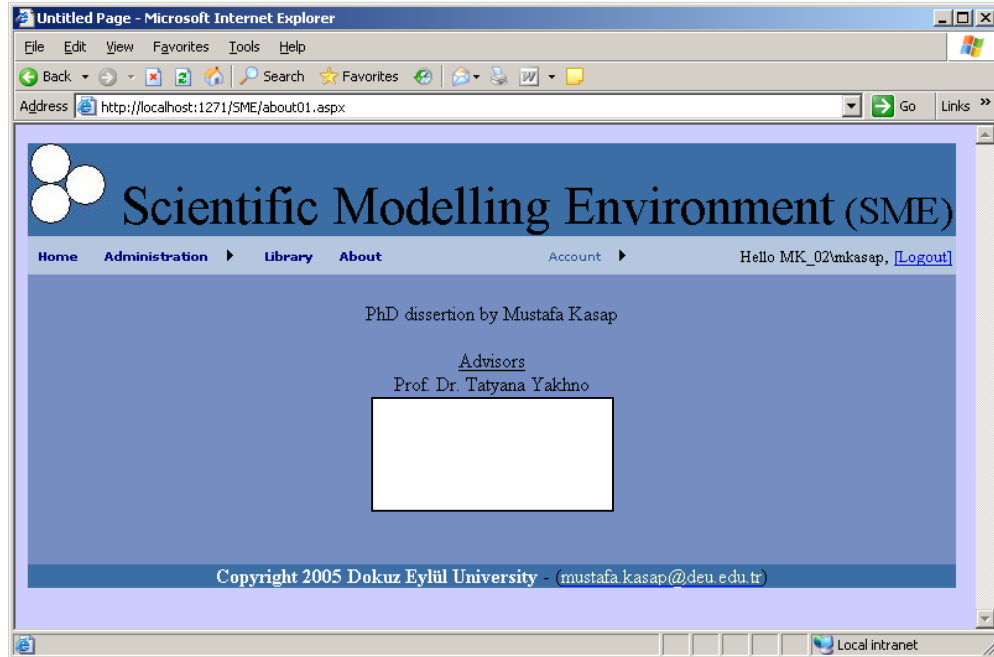 Untitled Page - Microsoft Internet Explorer
File Edit View Favorites Tools Help
Back Search Favorites
Address http://localhost:1271/SME/about01.aspx Go Links »
Scientific Modelling Environment (SME)
Home Administration Library About Account Hello MK_02\mkasap, [Logout]
PhD dissertion by Mustafa Kasap
Advisors
Prof. Dr. Tatyana Yakhno
Copyright 2005 Dokuz Eylül University - (mustafa.kasap@deu.edu.tr)
Local intranet